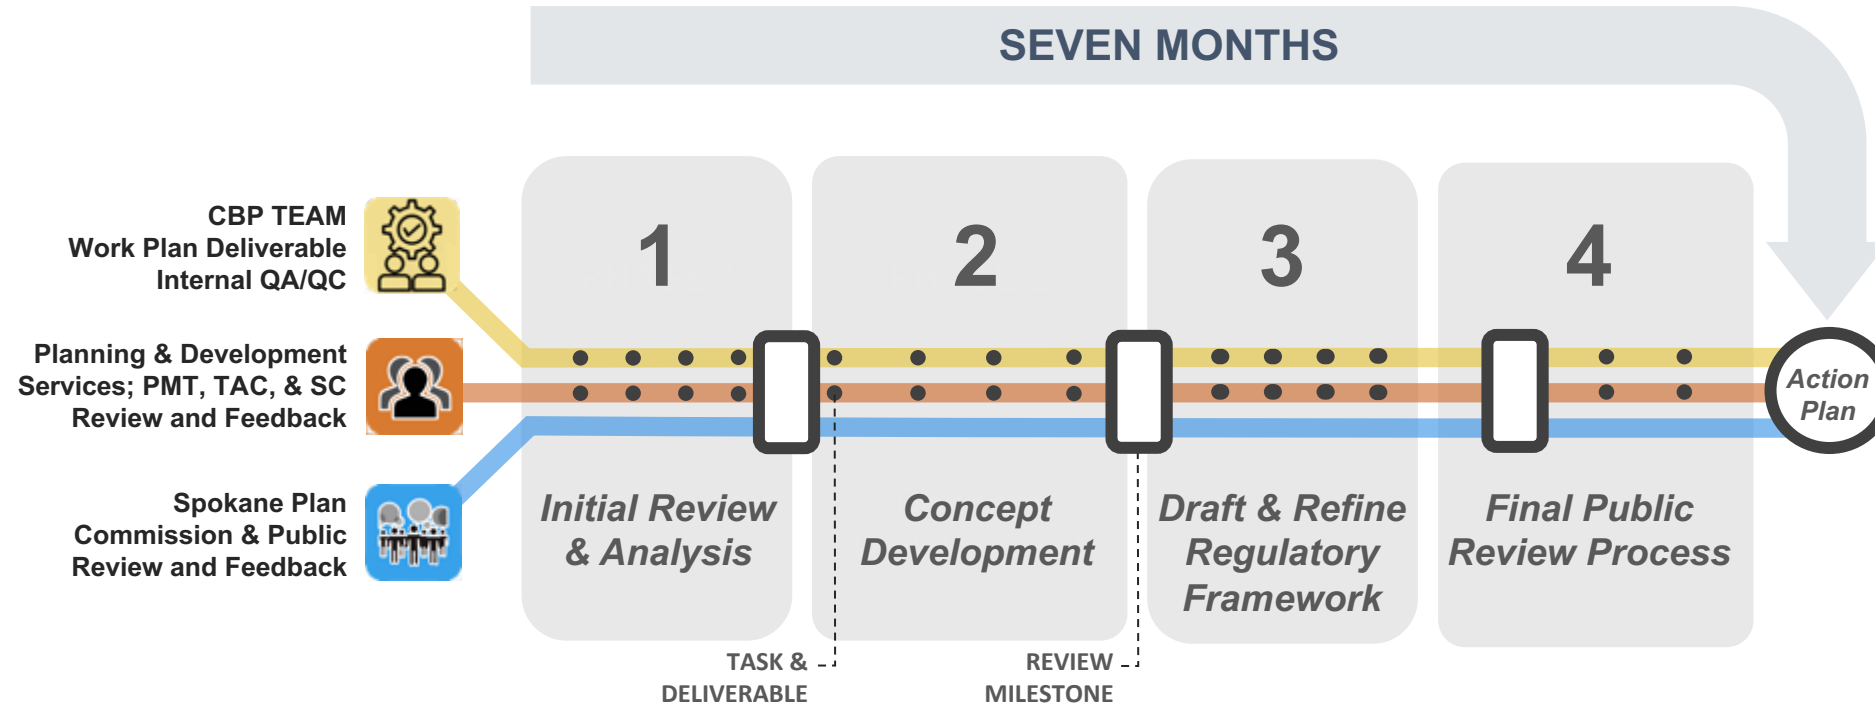 SEVEN MONTHS
CBP TEAM
Work Plan Deliverable
Internal QA/QC
Planning & Development
Services; PMT, TAC, & SC
Review and Feedback
Spokane Plan
Commission & Public
Review and Feedback
1
2
3
4
Initial Review
& Analysis
Concept
Development
Draft & Refine
Regulatory
Framework
Final Public
Review Process
Action
Plan
TASK &
DELIVERABLE
REVIEW
MILESTONE